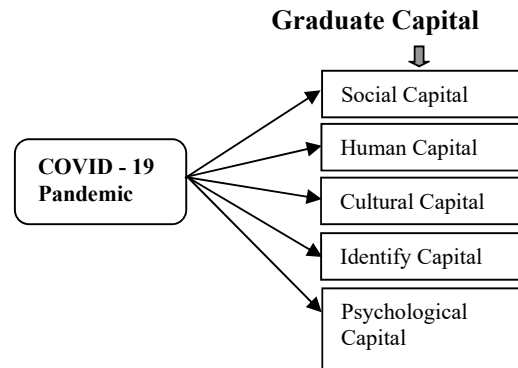 Graduate Capital
Social Capital
Human Capital
COVID - 19
Pandemic
Cultural Capital
Identify Capital
Psychological
Capital